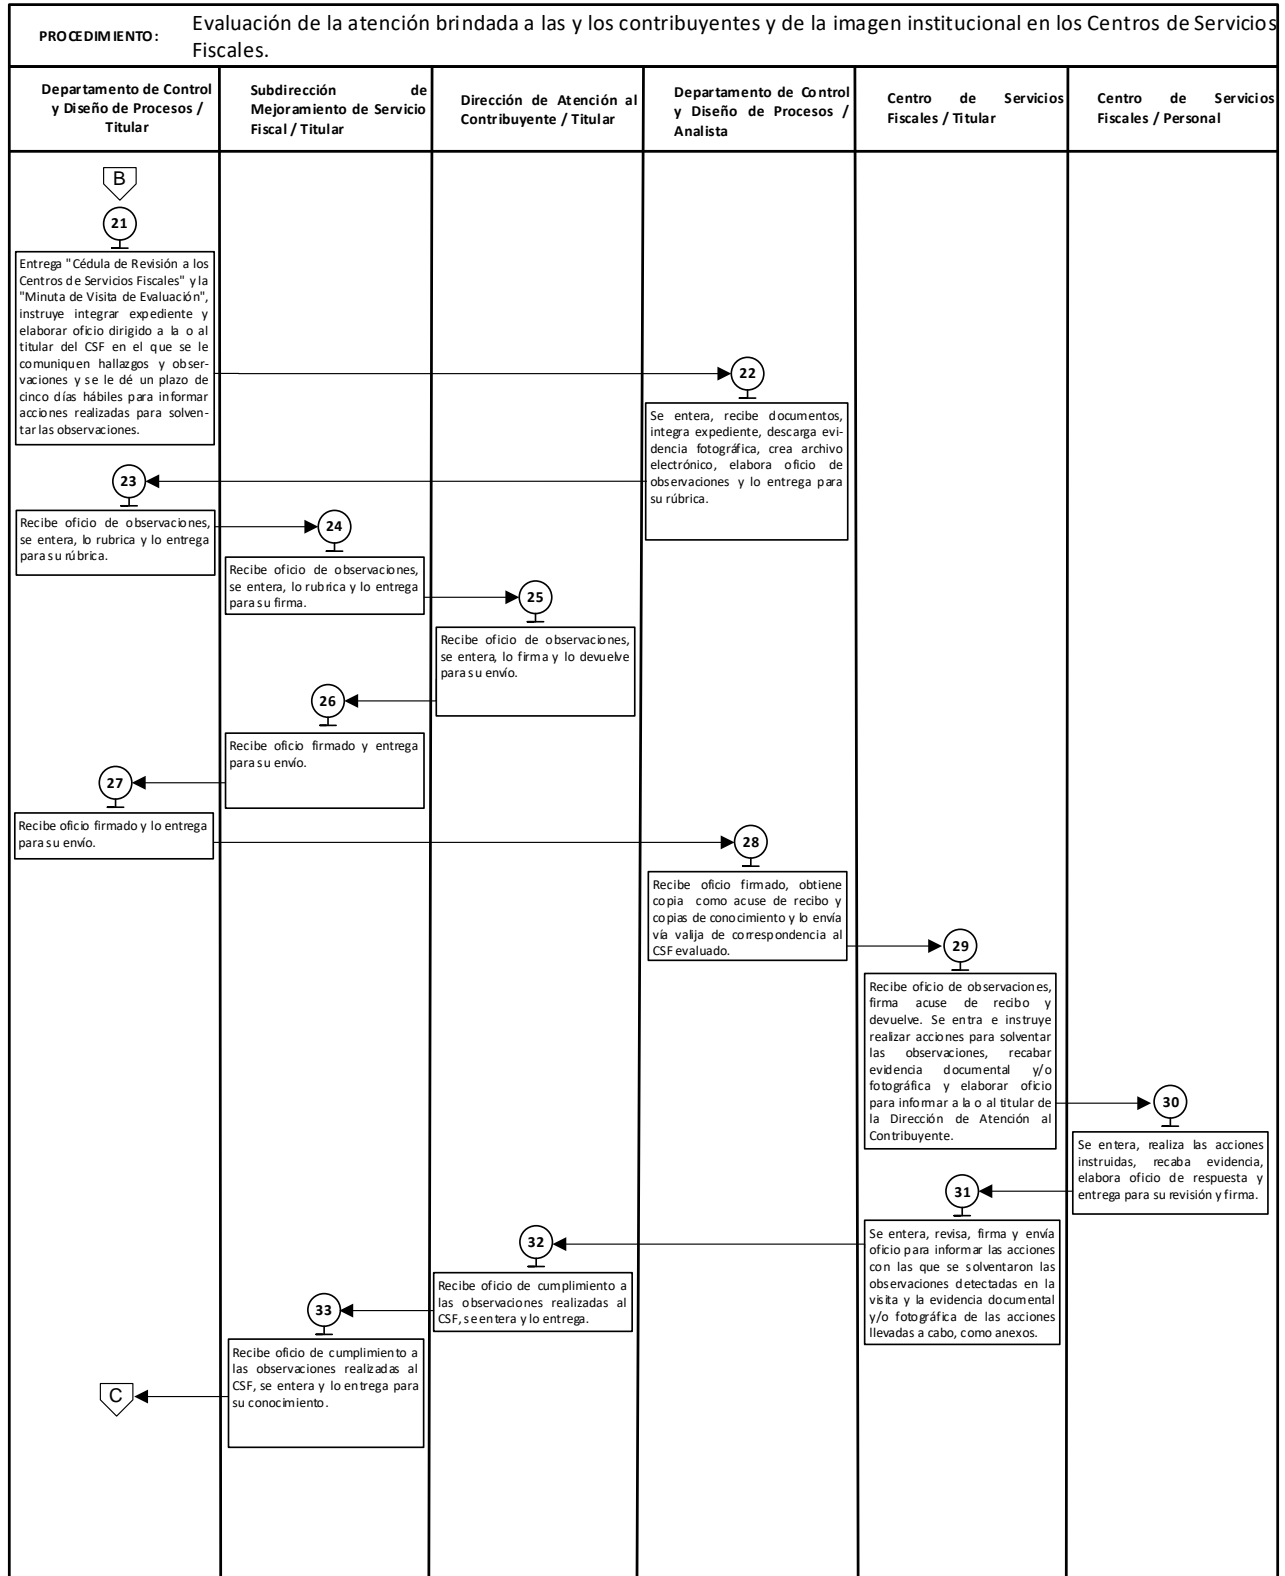 PROCEDIMIENTO:
Evaluación de la atención brindada a las y los contribuyentes y de la imagen institucional en los Centros de Servicios
Fiscales.
Departamento de Control
y Diseño de Procesos /
Titular
Subdirección de
Mejoramiento de Servicio
Fiscal / Titular
Dirección de Atención al
Contribuyente / Titular
Departamento de Control
y Diseño de Procesos /
Analista
Centro de Servicios
Fiscales / Titular
Centro de Servicios
Fiscales / Personal
B
21
Entrega "Cédula de Revisión a los
Centros de Servicios Fiscales" y la
"Minuta de Visita de Evaluación",
instruye integrar expediente y
elaborar oficio dirigido a la o al
titular del CSF en el que se le
comuniquen hallazgos y obser-
vaciones y se le dé un plazo de
cinco días hábiles para informar
acciones realizadas para solven-
tar las observaciones.
22
Se entera, recibe documentos,
integra expediente, descarga evi-
dencia fotográfica, crea archivo
electrónico, elabora oficio de
observaciones y lo entrega para
su rúbrica.
23
Recibe oficio de observaciones,
se entera, lo rubrica y lo entrega
para su rúbrica.
24
Recibe oficio de observaciones,
se entera, lo rubrica y lo entrega
para su firma.
25
Recibe oficio de observaciones,
se entera, lo firma y lo devuelve
para su envío.
26
Recibe oficio firmado y entrega
para su envío.
27
Recibe oficio firmado y lo entrega
para su envío.
28
Recibe oficio firmado, obtiene
copia como acuse de recibo y
copias de conocimiento y lo envía
vía valija de correspondencia al
CSF evaluado.
29
Recibe oficio de observaciones,
firma acuse de recibo y
devuelve. Se entra e instruye
realizar acciones para solventar
las observaciones, recabar
evidencia documental y/o
fotográfica y elaborar oficio
para informar a la o al titular de
la Dirección de Atención al
Contribuyente.
30
Se entera, realiza las acciones
instruidas, recaba evidencia,
elabora oficio de respuesta y
entrega para su revisión y firma.
31
Se entera, revisa, firma y envía
oficio para informar las acciones
con las que se solventaron las
observaciones detectadas en la
visita y la evidencia documental
y/o fotográfica de las acciones
llevadas a cabo, como anexos.
32
Recibe oficio de cumplimiento a
las observaciones realizadas al
CSF, se entera y lo entrega.
33
Recibe oficio de cumplimiento a
las observaciones realizadas al
CSF, se entera y lo entrega para
su conocimiento.
C